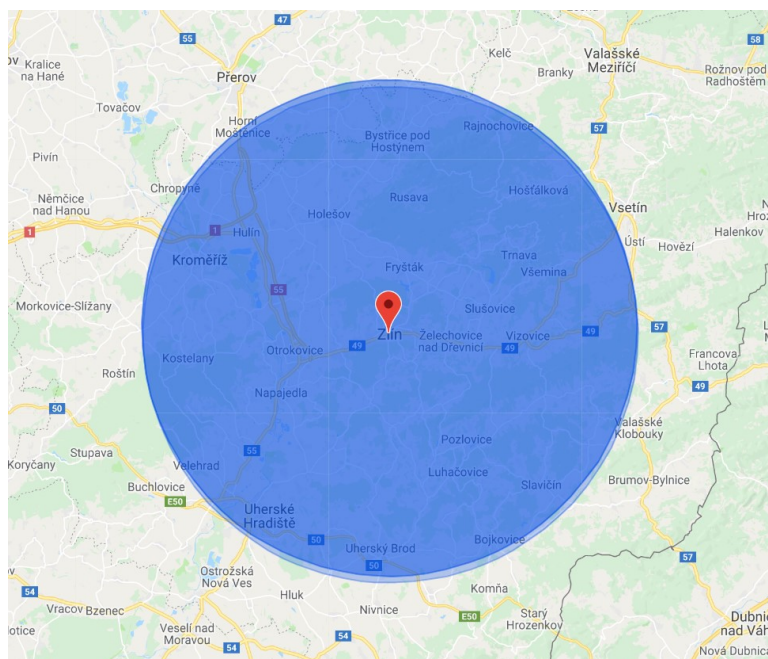 47
55
ov
Kralice
na Hané
Přerov
Kelč
Valašské
Meziříčí
58
Branky
Rožnov pod
Radhoštěm
Tovačov
Horní
Moštěnice
Bystřice pod
Hostýnem
Rajnochovice
57
Pivín
Chropyně
Němčice
nad Hanou
Rusava
Hošťálková
Vsetín
Holešov
1
1
Hulín
Ústí
Hovězí
Halenkov
Kroměříž
Fryšták
Trnava
Všemina
55
Morkovice-Slížany
Slušovice
Zlín
Želechovice
nad Dřevnicí
Vizovice
49
57
49
49
Otrokovice
Kostelany
Roštín
Francova
Lhota
49
Napajedla
50
Valašské
Klobouky
Stupava
55
Pozlovice
Koryčany
Velehrad
Luhačovice
Slavičín
Buchlovice
Brumov-Bylnice
E50
Uherské
Hradiště
50
Bojkovice
Uherský Brod
57
50
Ostrožská
Nová Ves
54
Hluk
Komňa
Nivnice
E50
Starý
Hrozenkov
Vracov
Bzenec
Veselí nad
Moravou
54
54
Dubnica
nad Váh
Nová Dubnica